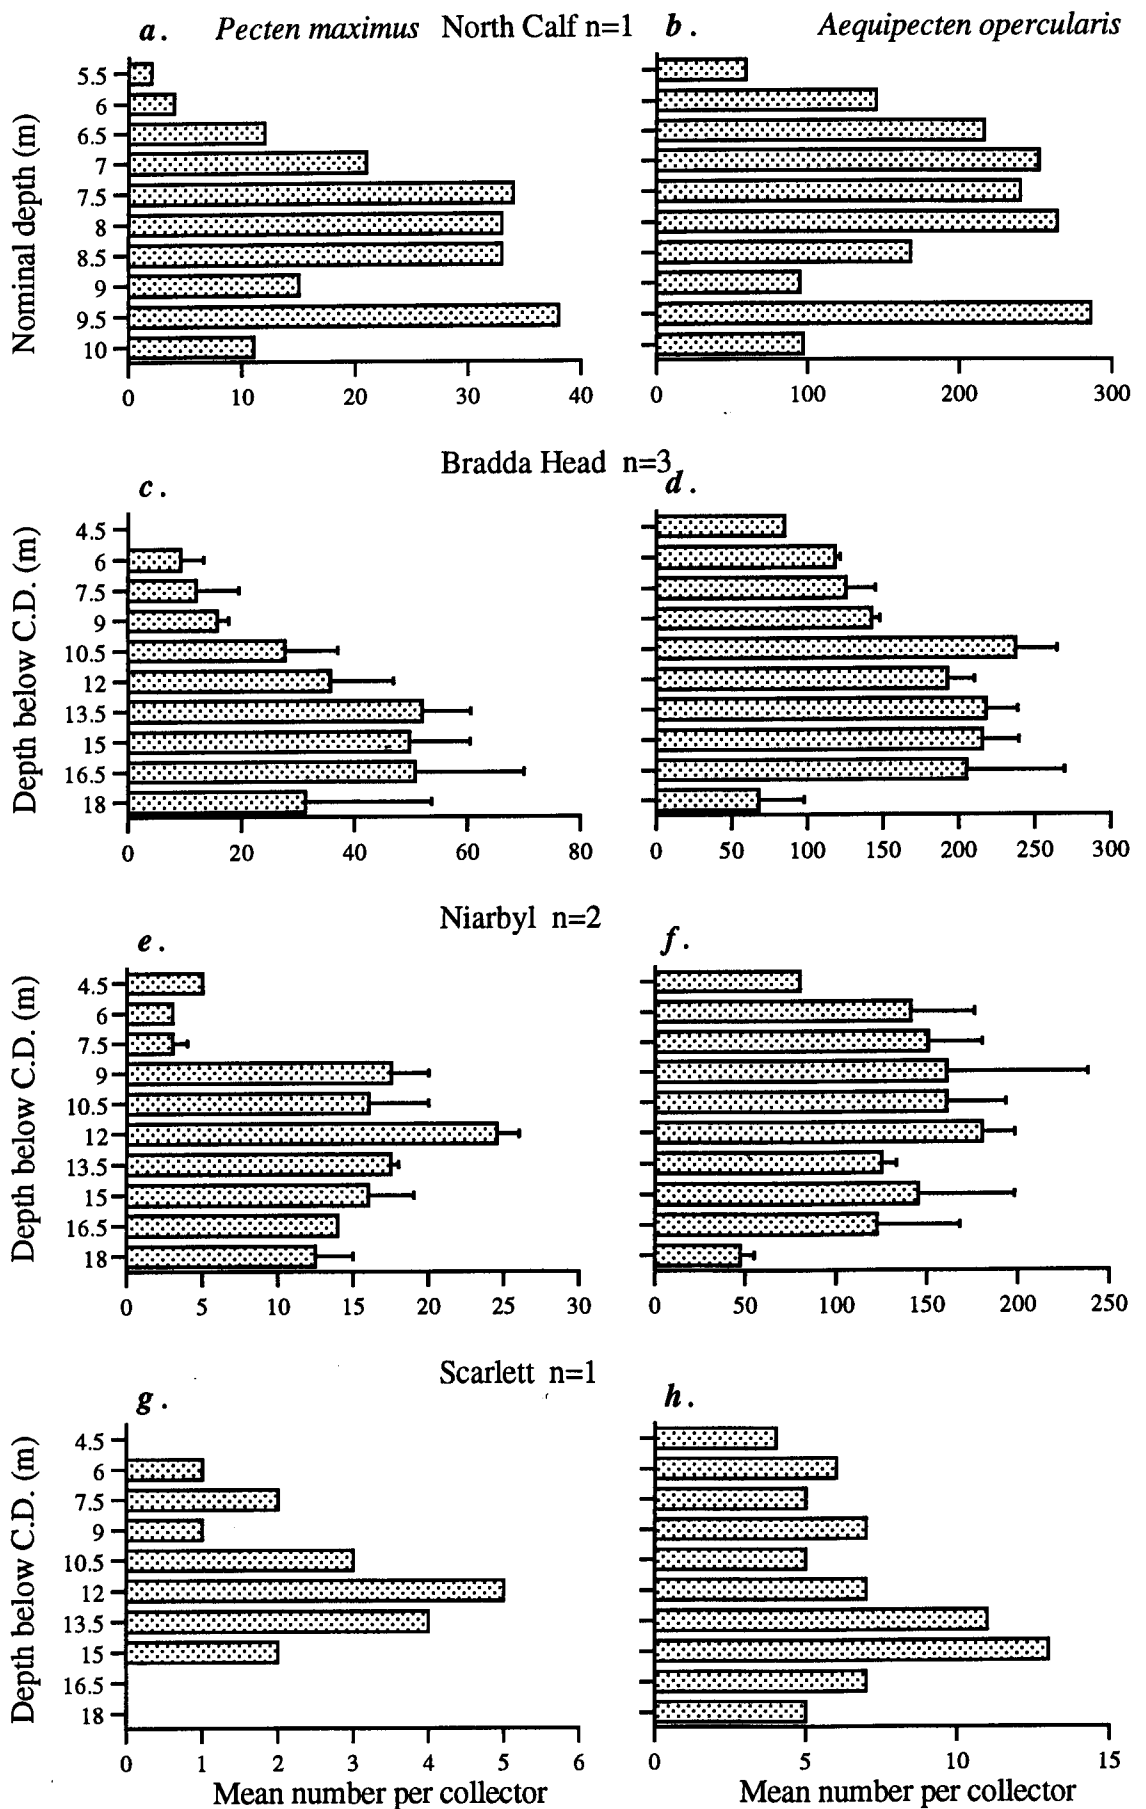 a. Pecten maximus North Calf n=1 b. Aequipecten opercularis
Nominal depth (m)
5.5
6
6.5
7
7.5
8
8.5
9
9.5
10
0 10 20 30 40
0 100 200 300
Bradda Head n=3
c. d.
Depth below C.D. (m)
4.5
6
7.5
9
10.5
12
13.5
15
16.5
18
0 20 40 60 80
0 50 100 150 200 250 300
Niarbyl n=2
e. f.
Depth below C.D. (m)
4.5
6
7.5
9
10.5
12
13.5
15
16.5
18
0 5 10 15 20 25 30
0 50 100 150 200 250
Scarlett n=1
g. h.
Depth below C.D. (m)
4.5
6
7.5
9
10.5
12
13.5
15
16.5
18
0 1 2 3 4 5 6
0 5 10 15
Mean number per collector
Mean number per collector